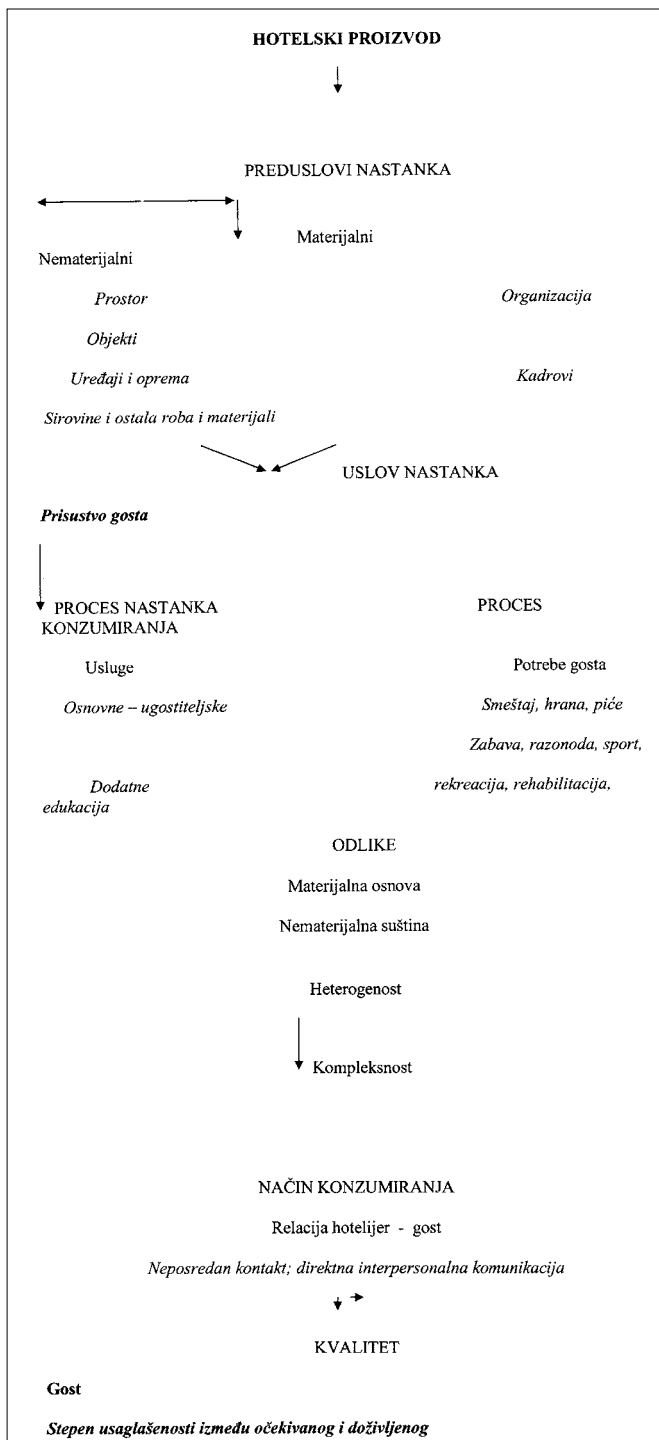 HOTELSKI PROIZVOD
PREDUSLOVI NASTANKA
Materijalni
Nematerijalni
Prostor Organizacija
Objekti
Uređaji i oprema Kadrovi
Sirovine i ostala roba i materijali
USLOV NASTANKA
Prisustvo gosta
PROCES NASTANKA PROCES
KONZUMIRANJA
Usluge Potrebe gosta
Osnovne – ugostiteljske Smeštaj, hrana, piće
Zabava, razonoda, sport,
Dodatne rekreacija, rehabilitacija,
edukacija
ODLIKE
Materijalna osnova
Nematerijalna suština
Heterogenost
Kompleksnost
NAČIN KONZUMIRANJA
Relacija hotelijer - gost
Neposredan kontakt; direktna interpersonalna komunikacija
KVALITET
Gost
Stepen usaglašenosti između očekivanog i doživljenog